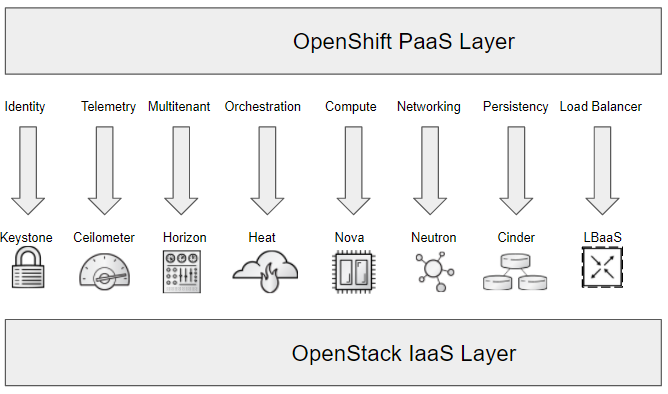 OpenShift PaaS Layer
Identity Telemetry Multitenant Orchestration Compute Networking Persistency Load Balancer
Keystone Ceilometer Horizon Heat Nova Neutron Cinder LBaaS
OpenStack IaaS Layer